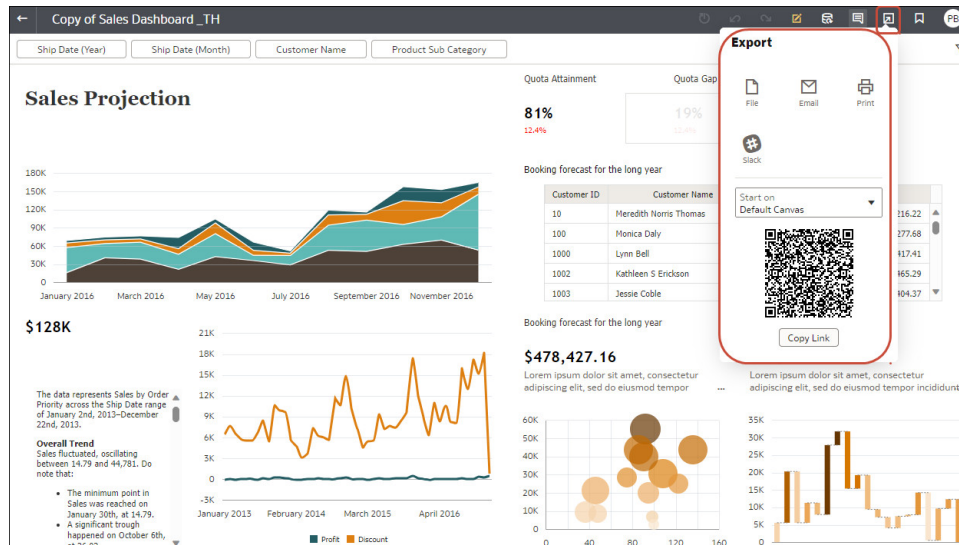 Copy of Sales Dashboard _TH
PB
Ship Date (Year)
Ship Date (Month)
Customer Name
Product Sub Category
Sales Projection
180K
150K
120K
90K
60K
30K
0
January 2016
March 2016
May 2016
July 2016
September 2016
November 2016
$128K
The data represents Sales by Order
Priority across the Ship Date range
of January 2nd, 2013–December
22nd, 2013.
Overall Trend
Sales fluctuated, oscillating
between 14.79 and 44,781. Do
note that:
• The minimum point in
Sales was reached on
January 30th, at 14.79.
• A significant trough
happened on October 6th,
21K
18K
15K
12K
9K
6K
3K
0
-3K
January 2013
February 2014
March 2015
April 2016
Profit
Discount
Quota Attainment
Quota Gap
81%
12.4%
19%
12.4%
Booking forecast for the long year
Customer ID
Customer Name
10
Meredith Norris Thomas
216.22
100
Monica Daly
277.68
1000
Lynn Bell
417.41
1002
Kathleen S Erickson
465.29
1003
Jessie Coble
404.37
Booking forecast for the long year
$478,427.16
Lorem ipsum dolor sit amet, consectetur
adipiscing elit, sed do eiusmod tempor ...
Lorem ipsum dolor sit amet, consectetur
adipiscing elit, sed do eiusmod tempor incididunt
60K
50K
40K
30K
20K
10K
0
0
40
80
120
160
35K
30K
25K
20K
15K
10K
5K
0
Export
File
Email
Print
Slack
Start on
Default Canvas
Copy Link